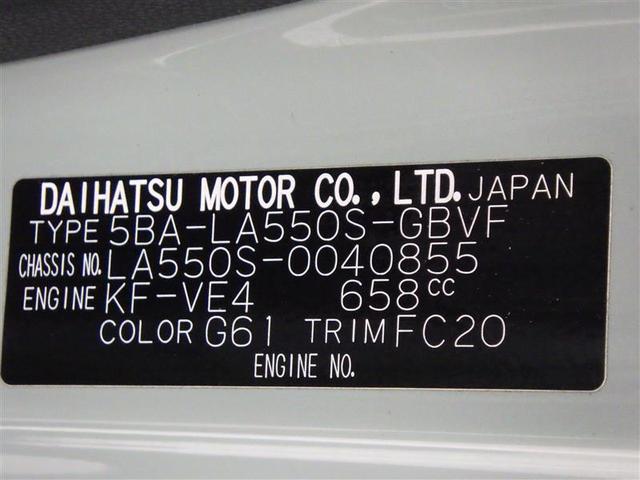 DAIHATSU MOTOR CO., LTD. JAPAN
TYPE 5BA-LA550S-GBVF
CHASSIS NO. LA550S-0040855
ENGINE KF-VE4 658cc
COLOR G61 TRIM FC20
ENGINE NO.